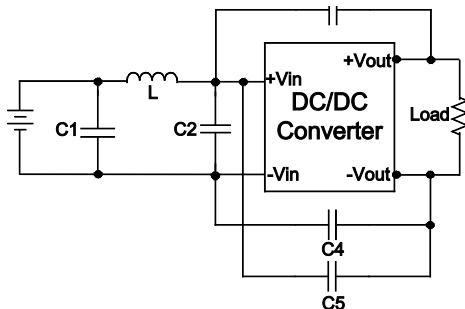 +Vout
+Vin
DC/DC
Load
L
C1
C2
Converter
-Vin
-Vout
C4
C5